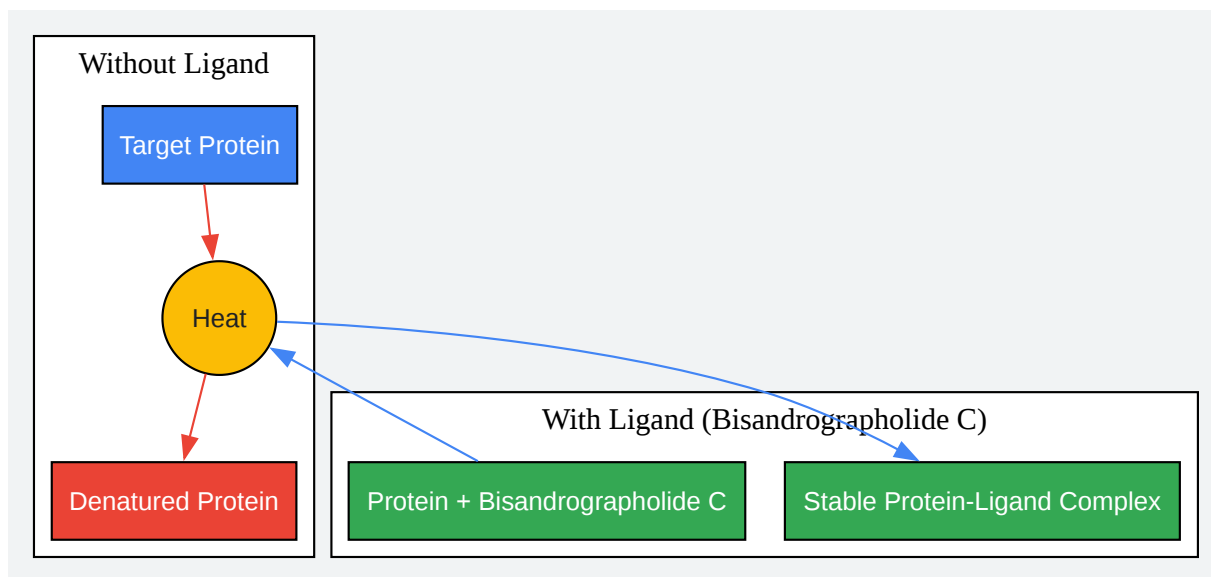 Without Ligand
Target Protein
Heat
Denatured Protein
With Ligand (Bisandrographolide C)
Protein + Bisandrographolide C
Stable Protein-Ligand Complex